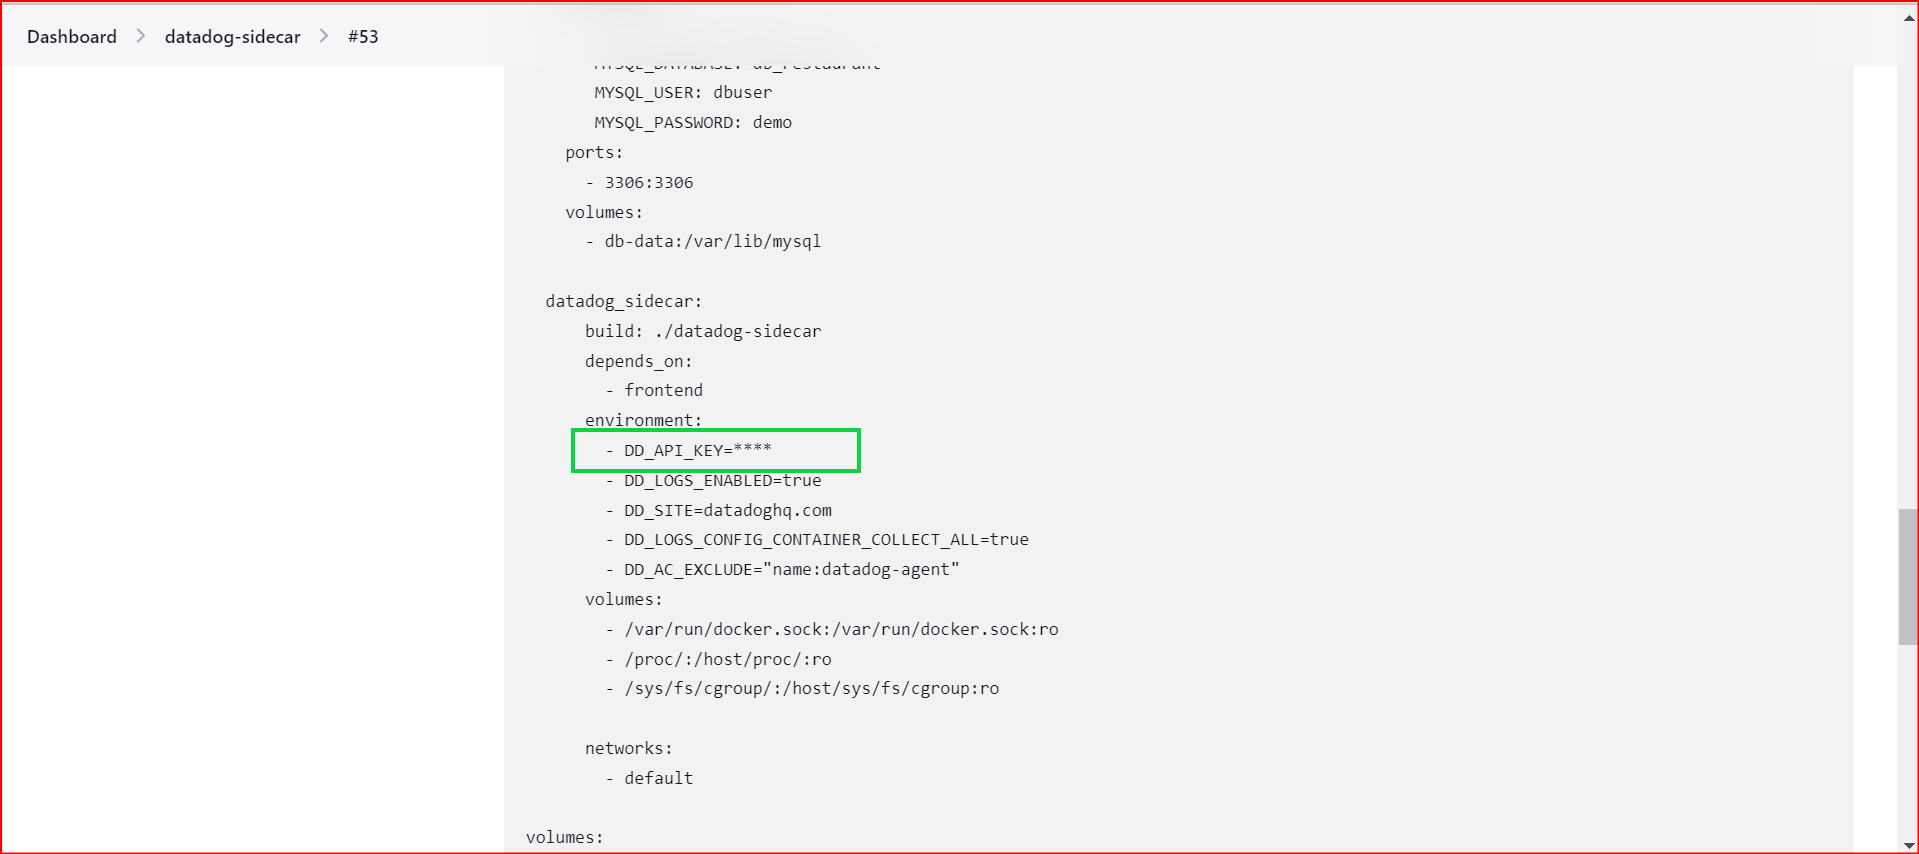 Dashboard > datadog-sidecar > #53
MYSQL_DATABASE: db_restaurant
MYSQL_USER: dbuser
MYSQL_PASSWORD: demo
ports:
- 3306:3306
volumes:
- db-data:/var/lib/mysql
datadog_sidecar:
build: ./datadog-sidecar
depends_on:
- frontend
environment:
- DD_API_KEY=****
- DD_LOGS_ENABLED=true
- DD_SITE=datadoghq.com
- DD_LOGS_CONFIG_CONTAINER_COLLECT_ALL=true
- DD_AC_EXCLUDE="name:datadog-agent"
volumes:
- /var/run/docker.sock:/var/run/docker.sock:ro
- /proc/:/host/proc/:ro
- /sys/fs/cgroup/:/host/sys/fs/cgroup:ro
networks:
- default
volumes: